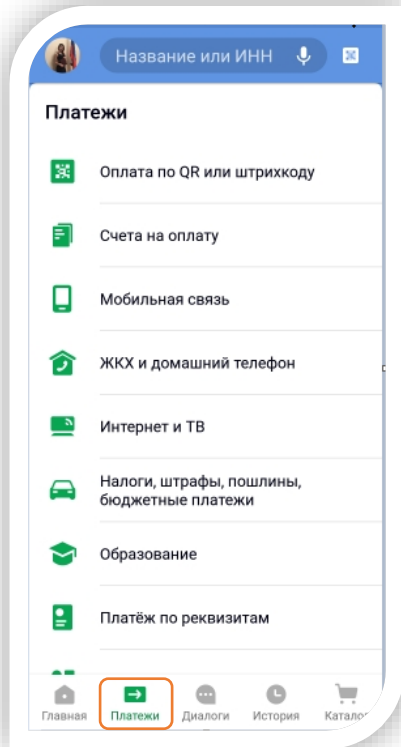 Название или ИНН
Платежи
Оплата по QR или штрихкоду
Счета на оплату
Мобильная связь
ЖКХ и домашний телефон
Интернет и ТВ
Налоги, штрафы, пошлины,
бюджетные платежи
Образование
Платёж по реквизитам
Главная Платежи Диалоги История Каталог